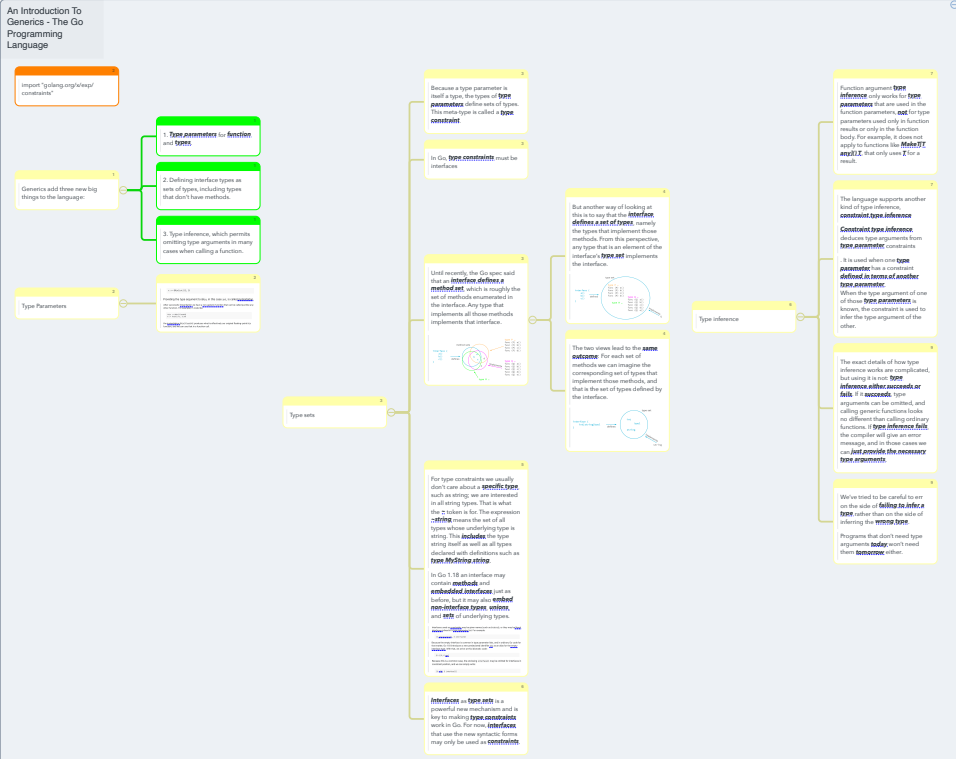 An Introduction To
Generics - The Go
Programming
Language
import "golang.org/x/exp/
constraints"
Generics add three new big
things to the language:
1. Type parameters for function
and types.
2. Defining interface types as
sets of types, including types
that don't have methods.
3. Type inference, which permits
omitting type arguments in many
cases when calling a function.
Type Parameters
Type sets
Because a type parameter is
itself a type, the types of type
parameters define sets of types.
This meta-type is called a type
constraint.
In Go, type constraints must be
interfaces
Until recently, the Go spec said
that an interface defines a
method set, which is roughly the
set of methods enumerated in
the interface. Any type that
implements all those methods
implements that interface.
But another way of looking at
this is to say that the interface
defines a set of types, namely
the types that implement those
methods. From this perspective,
any type that is an element of the
interface's type set implements
the interface.
The two views lead to the same
outcome: For each set of
methods we can imagine the
corresponding set of types that
implement those methods, and
that is the set of types defined by
the interface.
For type constraints we usually
don't care about a specific type,
such as string; we are interested
in all string types. That is what
the ~ token is for. The expression
~string means the set of all
types whose underlying type is
string. This includes the type
string itself as well as all types
declared with definitions such as
type MyString string.
In Go 1.18 an interface may
contain methods and
embedded interfaces just as
before, but it may also embed
non-interface types, unions,
and sets of underlying types.
Interfaces as type sets is a
powerful new mechanism and is
key to making type constraints
work in Go. For now, interfaces
that use the new syntactic forms
may only be used as constraints.
Type inference
Function argument type
inference only works for type
parameters that are used in the
function parameters, not for type
parameters used only in function
results or only in the function
body. For example, it does not
apply to functions like MakeT[T
any]() T, that only uses T for a
result.
The language supports another
kind of type inference,
constraint type inference
Constraint type inference
deduces type arguments from
type parameter constraints
. It is used when one type
parameter has a constraint
defined in terms of another
type parameter.
When the type argument of one
of those type parameters is
known, the constraint is used to
infer the type argument of the
other.
The exact details of how type
inference works are complicated,
but using it is not: type
inference either succeeds or
fails. If it succeeds, type
arguments can be omitted, and
calling generic functions looks
no different than calling ordinary
functions. If type inference fails,
the compiler will give an error
message, and in those cases we
can just provide the necessary
type arguments.
We've tried to be careful to err
on the side of failing to infer a
type rather than on the side of
inferring the wrong type.
Programs that don't need type
arguments today won't need
them tomorrow either.